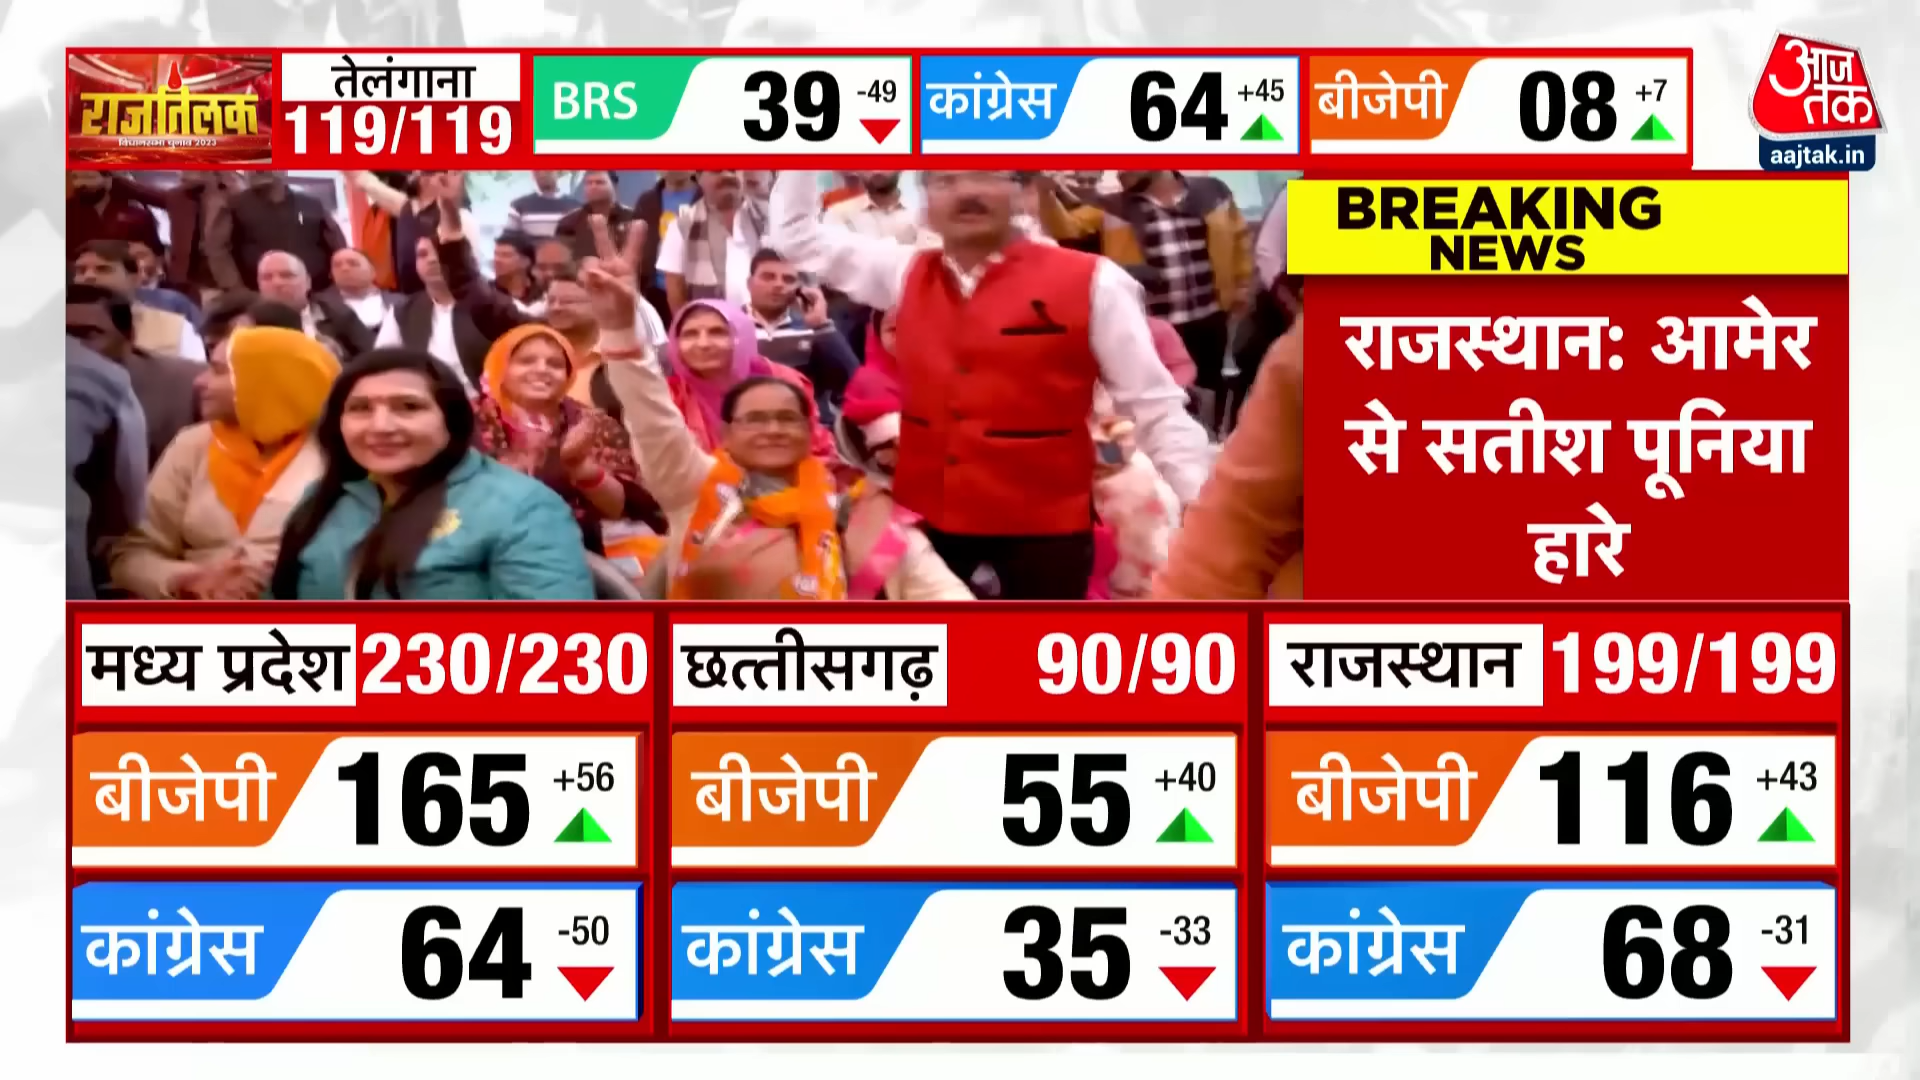 राजतिलक
विधानसभा चुनाव 2023
तेलंगाना
119/119
BRS 39 -49
कांग्रेस 64 +45
बीजेपी 08 +7
आज
तक
aajtak.in
BREAKING
NEWS
राजस्थान: आमेर
से सतीश पूनिया
हारे
मध्य प्रदेश 230/230
बीजेपी 165 +56
कांग्रेस 64 -50
छत्तीसगढ़ 90/90
बीजेपी 55 +40
कांग्रेस 35 -33
राजस्थान 199/199
बीजेपी 116 +43
कांग्रेस 68 -31